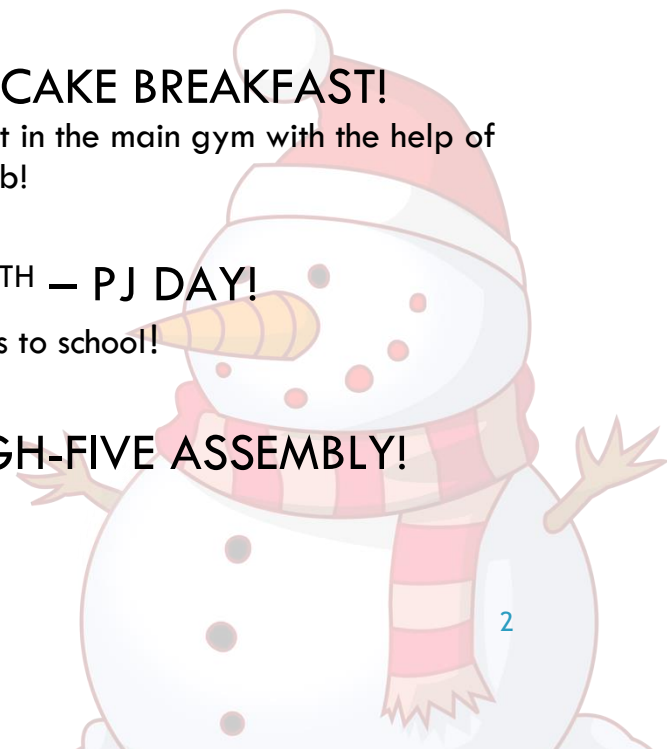 CAKE BREAKFAST!
t in the main gym with the help of
b!
TH – PJ DAY!
s to school!
GH-FIVE ASSEMBLY!
2